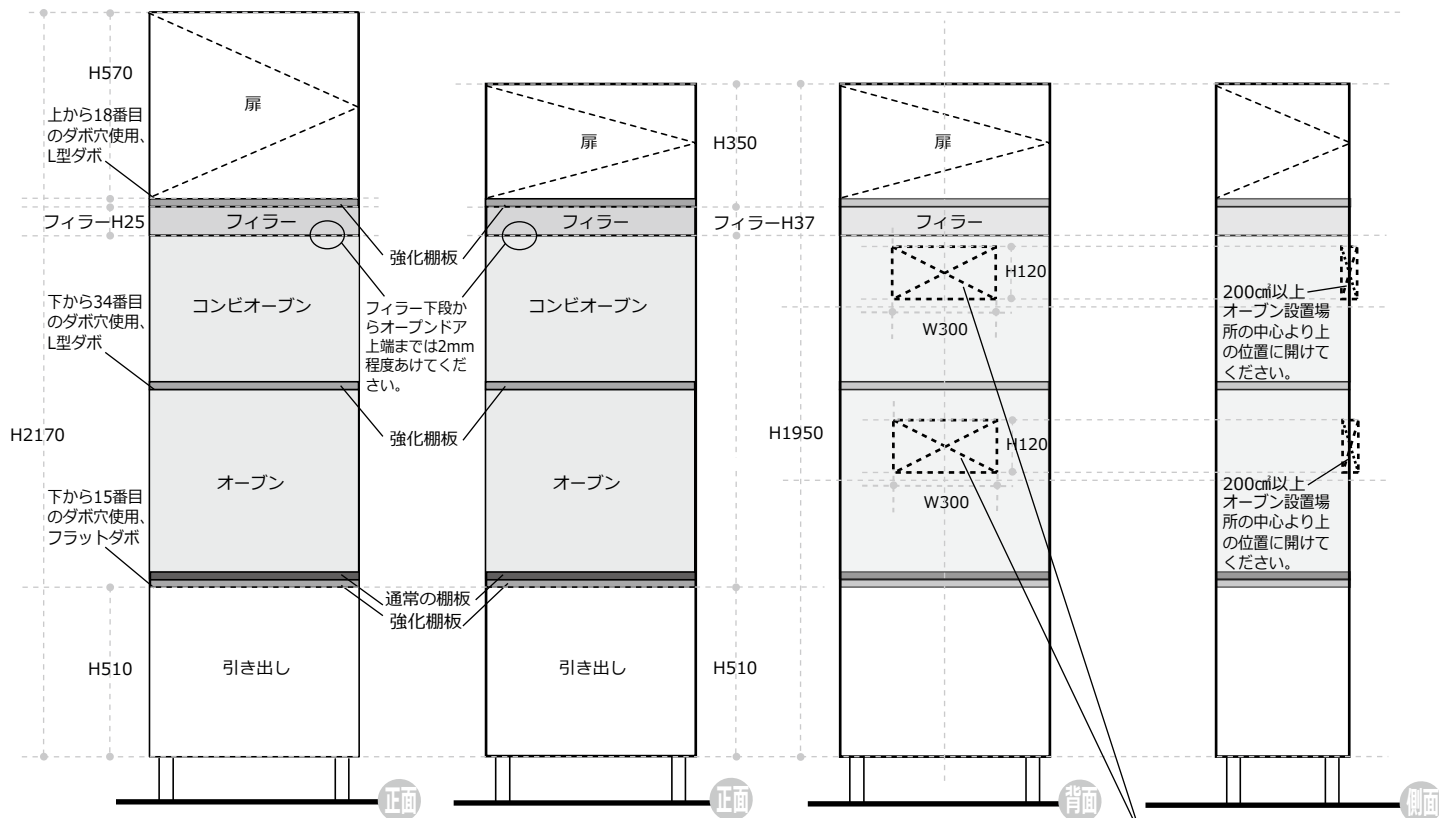 H570
扉
上から18番目
のダボ穴使用、
L型ダボ
フィラーH25
フィラー
強化棚板
下から34番目
のダボ穴使用、
L型ダボ
コンビオーブン
フィラー下段か
らオーブンドア
上端までは2mm
程度あけてくだ
さい。
強化棚板
H2170
オーブン
下から15番目
のダボ穴使用、
フラットダボ
通常の棚板
強化棚板
H510
引き出し
正面
扉
H350
フィラー
フィラーH37
コンビオーブン
オーブン
H1950
引き出し
H510
正面
扉
フィラー
H120
W300
H120
W300
背面
200c㎡以上
オーブン設置場
所の中心より上
の位置に開けて
ください。
200c㎡以上
オーブン設置場
所の中心より上
の位置に開けて
ください。
側面